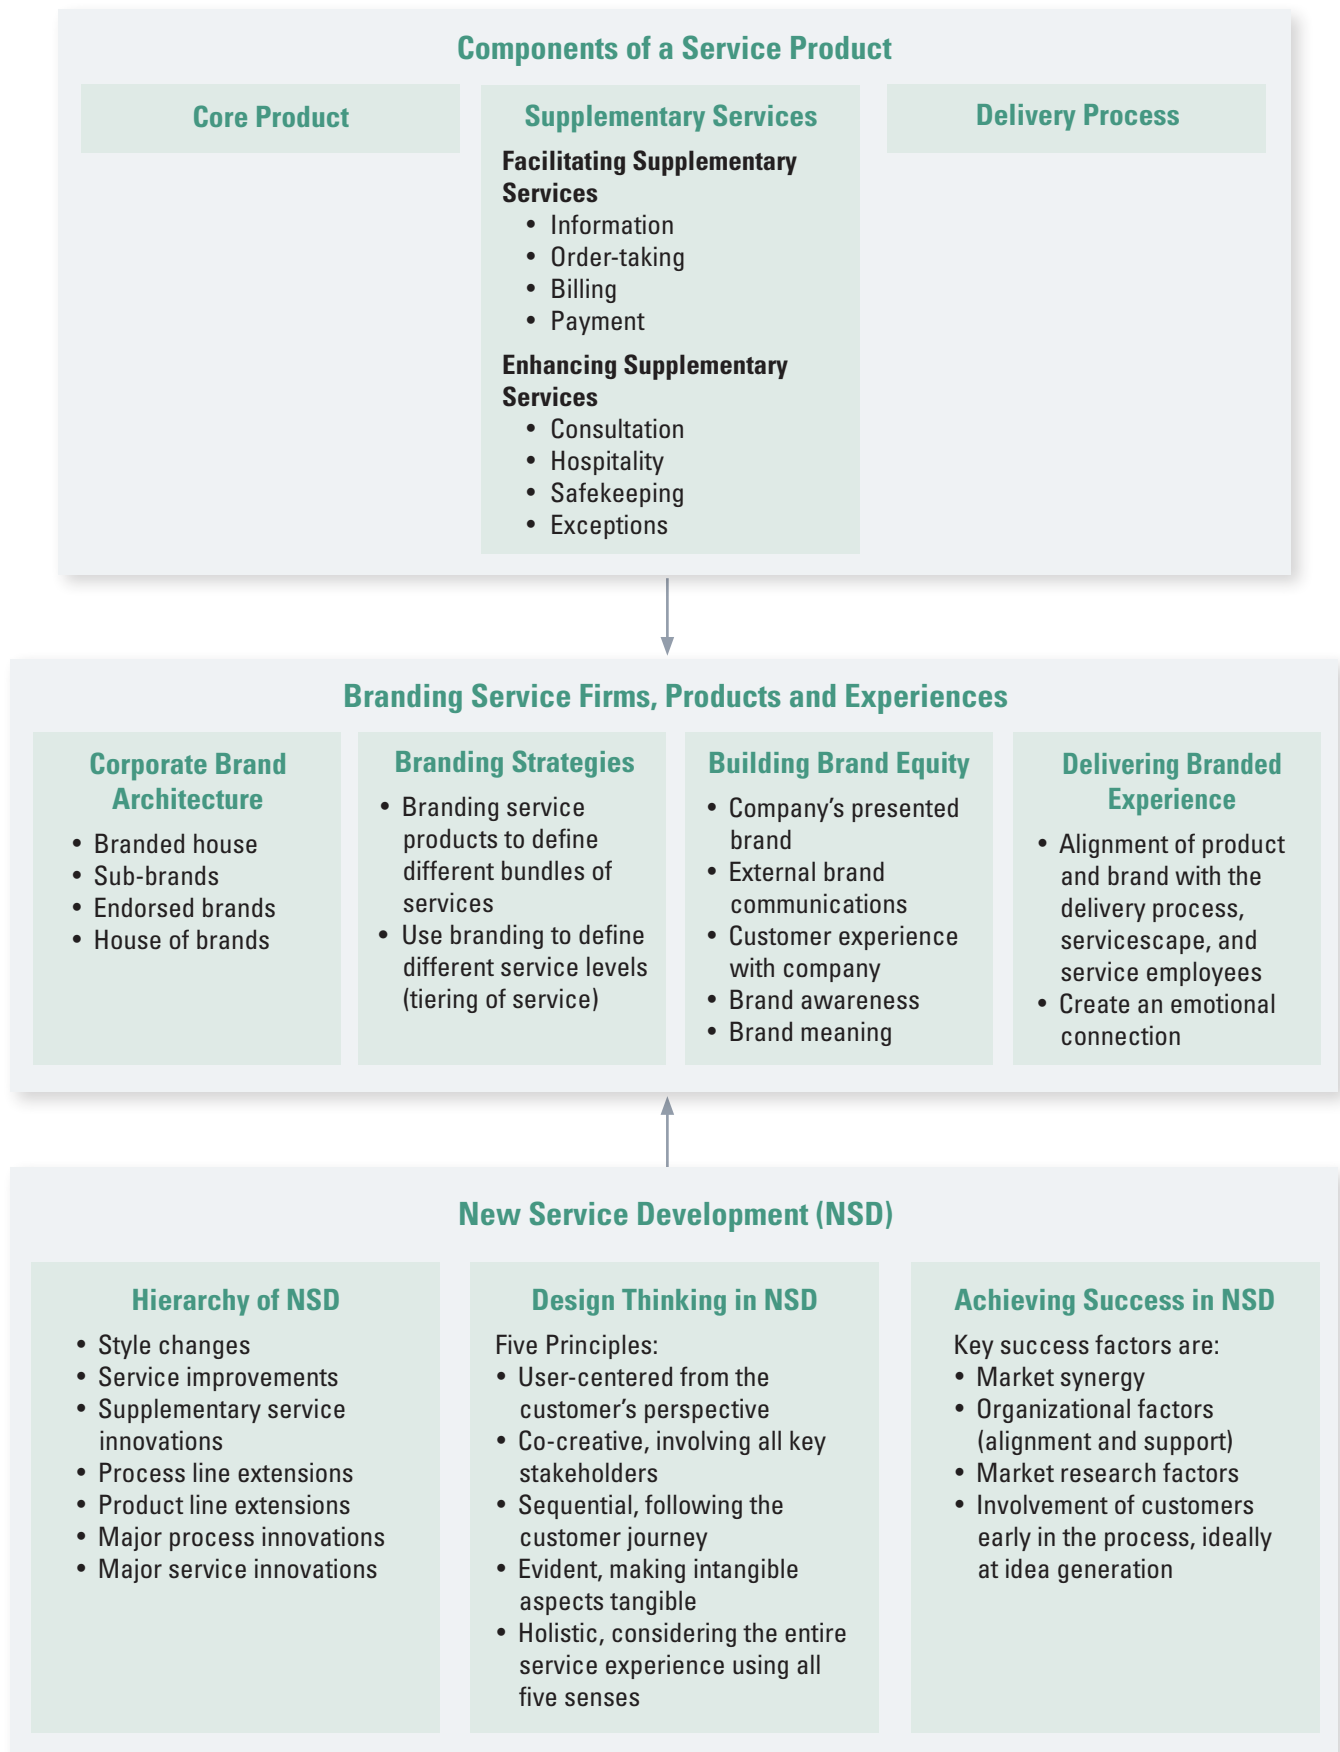 Components of a Service Product
Core Product
Supplementary Services
Facilitating Supplementary
Services
• Information
• Order-taking
• Billing
• Payment
Enhancing Supplementary
Services
• Consultation
• Hospitality
• Safekeeping
• Exceptions
Delivery Process
Branding Service Firms, Products and Experiences
Corporate Brand
Architecture
• Branded house
• Sub-brands
• Endorsed brands
• House of brands
Branding Strategies
• Branding service
products to define
different bundles of
services
• Use branding to define
different service levels
(tiering of service)
Building Brand Equity
• Company’s presented
brand
• External brand
communications
• Customer experience
with company
• Brand awareness
• Brand meaning
Delivering Branded
Experience
• Alignment of product
and brand with the
delivery process,
servicescape, and
service employees
• Create an emotional
connection
New Service Development (NSD)
Hierarchy of NSD
• Style changes
• Service improvements
• Supplementary service
innovations
• Process line extensions
• Product line extensions
• Major process innovations
• Major service innovations
Design Thinking in NSD
Five Principles:
• User-centered from the
customer’s perspective
• Co-creative, involving all key
stakeholders
• Sequential, following the
customer journey
• Evident, making intangible
aspects tangible
• Holistic, considering the entire
service experience using all
five senses
Achieving Success in NSD
Key success factors are:
• Market synergy
• Organizational factors
(alignment and support)
• Market research factors
• Involvement of customers
early in the process, ideally
at idea generation